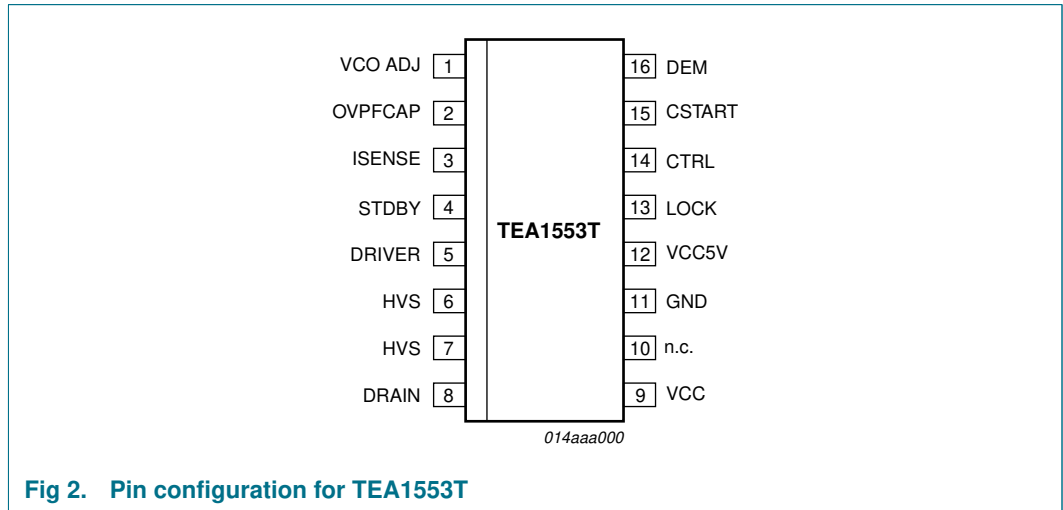 VCO ADJ 1 16 DEM
OVPFCAP 2 15 CSTART
ISENSE 3 14 CTRL
STDBY 4 13 LOCK
TEA1553T
DRIVER 5 12 VCC5V
HVS 6 11 GND
HVS 7 10 n.c.
DRAIN 8 9 VCC
014aaa000
Fig 2. Pin configuration for TEA1553T